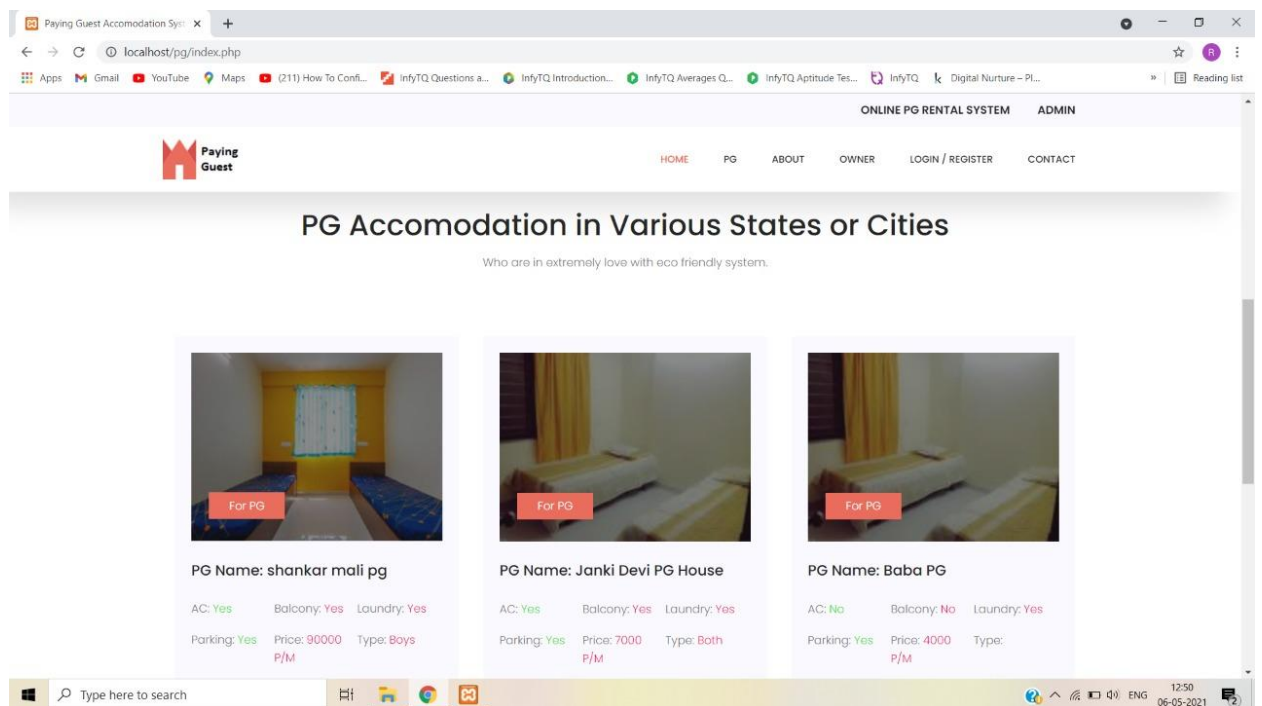 Paying Guest Accomodation Syst
localhost/pg/index.php
R
Apps Gmail YouTube Maps (211) How To Confi... InfyTQ Questions a... InfyTQ Introduction... InfyTQ Averages Q... InfyTQ Aptitude Tes... InfyTQ Digital Nurture – Pl... » Reading list
ONLINE PG RENTAL SYSTEM ADMIN
Paying
Guest
HOME PG ABOUT OWNER LOGIN / REGISTER CONTACT
PG Accomodation in Various States or Cities
Who are in extremely love with eco friendly system.
For PG For PG For PG
PG Name: shankar mali pg PG Name: Janki Devi PG House PG Name: Baba PG
AC: Yes Balcony: Yes Laundry: Yes AC: Yes Balcony: Yes Laundry: Yes AC: No Balcony: No Laundry: Yes
Parking: Yes Price: 90000 Type: Boys Parking: Yes Price: 7000 Type: Both Parking: Yes Price: 4000 Type:
P/M P/M P/M
Type here to search ENG 12:50
06-05-2021 2